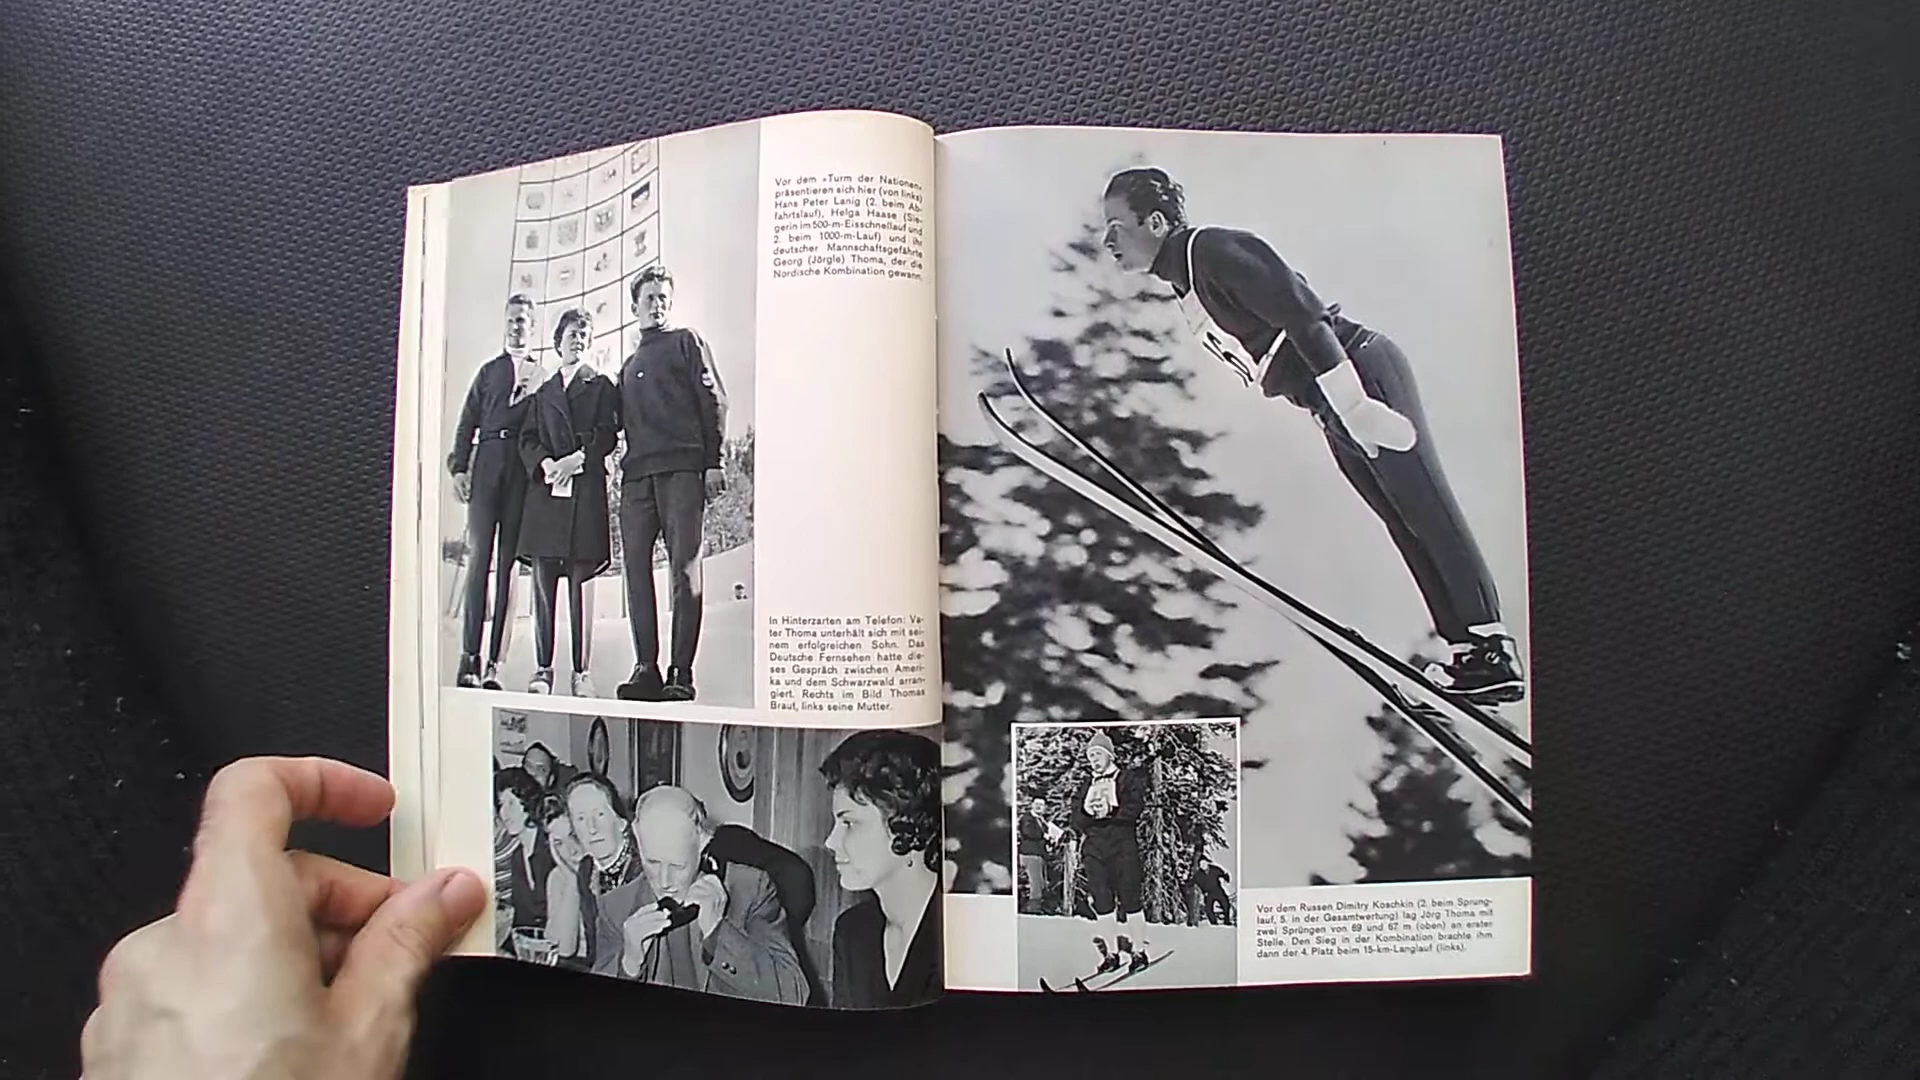 Vor dem »Turm der Nationen«
präsentieren sich hier (von links)
Hans Peter Lanig (2. beim Ab-
fahrtslauf), Helga Haase (Sie-
gerin im 500-m-Eisschnellauf und
2. beim 1000-m-Lauf) und ihr
deutscher Mannschaftsgefährte
Georg (Jörgle) Thoma, der die
Nordische Kombination gewann.
In Hinterzarten am Telefon: Va-
ter Thoma unterhält sich mit sei-
nem erfolgreichen Sohn. Das
Deutsche Fernsehen hatte die-
ses Gespräch zwischen Ameri-
ka und dem Schwarzwald arran-
giert. Rechts im Bild Thomas
Braut, links seine Mutter.
Vor dem Russen Dimitry Koschkin (2. beim Sprung-
lauf, 5. in der Gesamtwertung) lag Jörg Thoma mit
zwei Sprüngen von 69 und 67 m (oben) an erster
Stelle. Den Sieg in der Kombination brachte ihm
dann der 4. Platz beim 15-km-Langlauf (links).